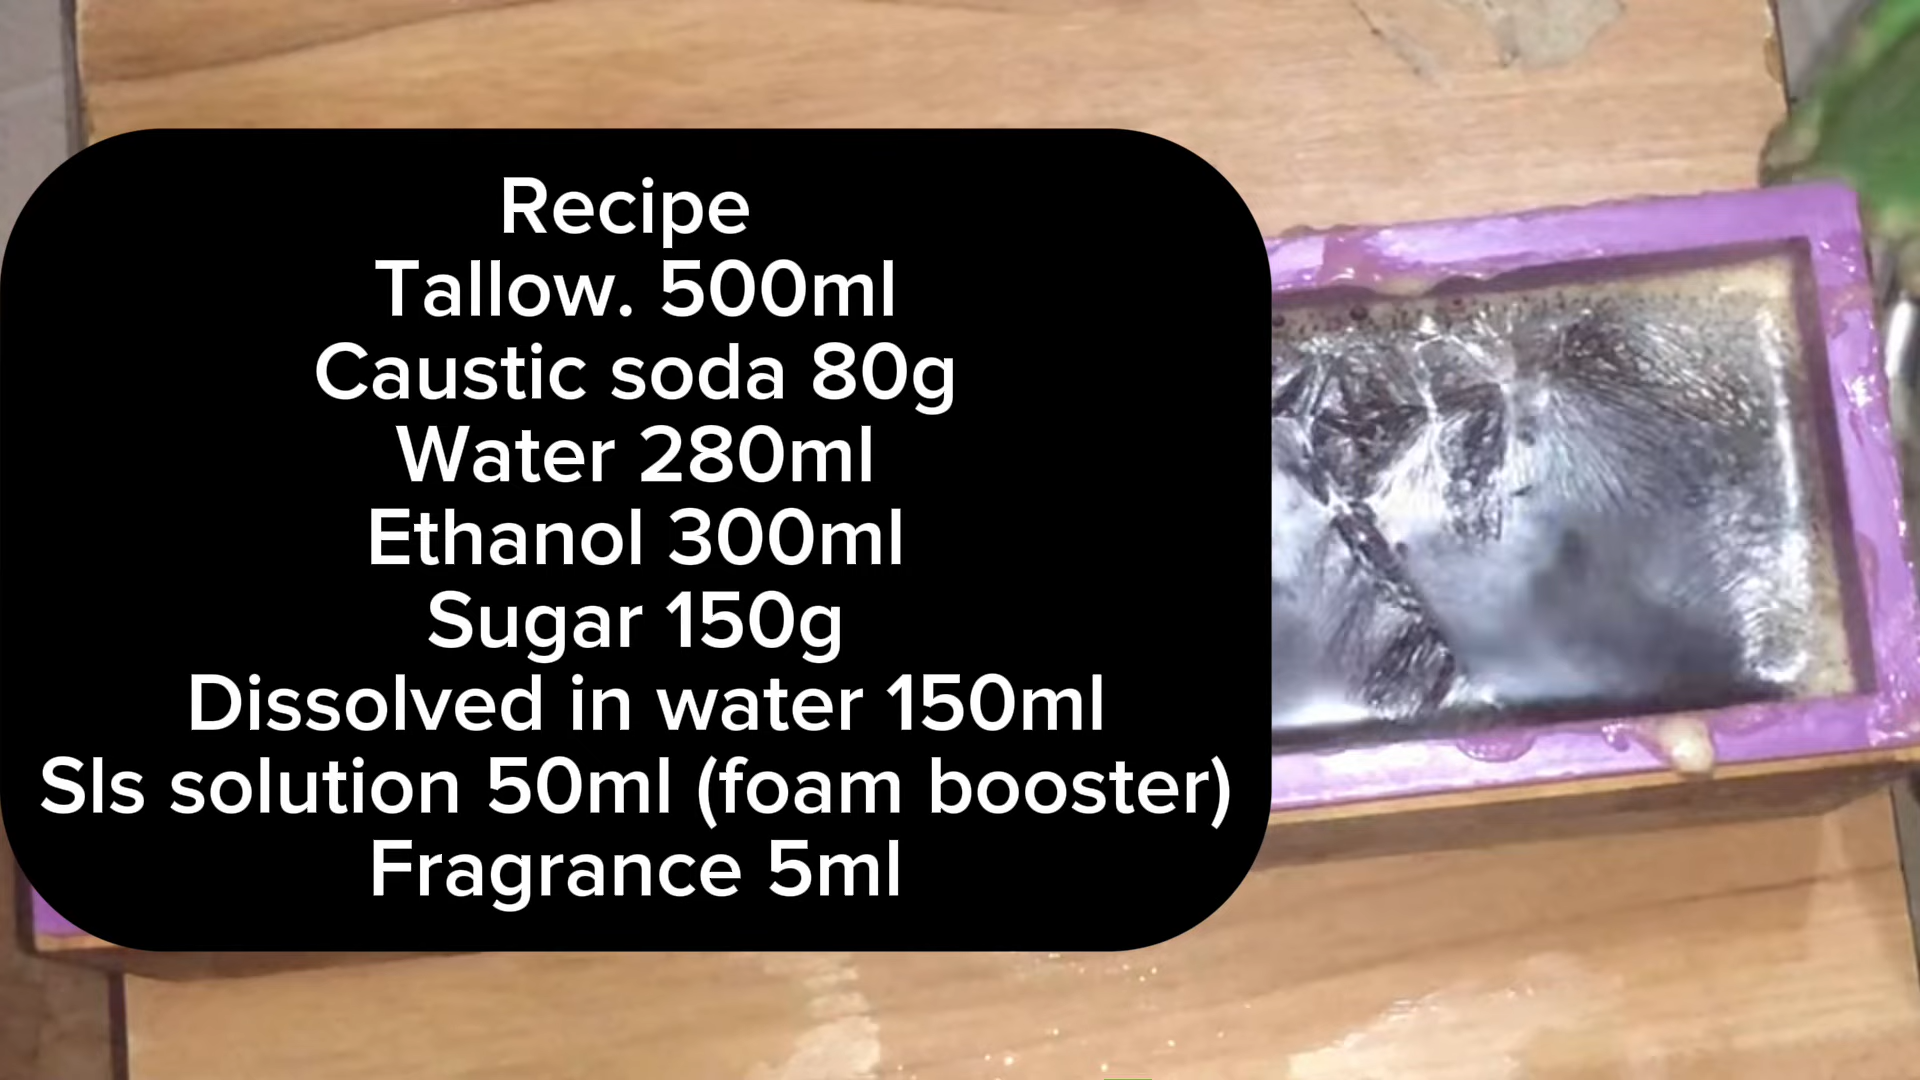 Recipe
Tallow. 500ml
Caustic soda 80g
Water 280ml
Ethanol 300ml
Sugar 150g
Dissolved in water 150ml
Sls solution 50ml (foam booster)
Fragrance 5ml